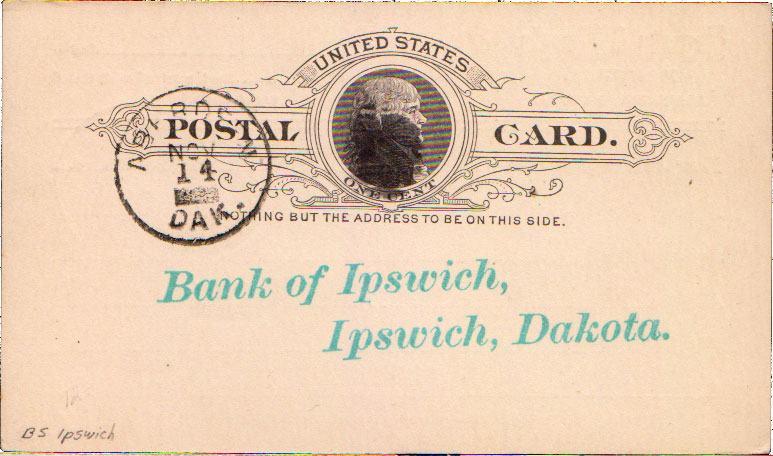 UNITED STATES
POSTAL CARD.
ONE CENT
NOV
14
DAK.
NOTHING BUT THE ADDRESS TO BE ON THIS SIDE.
Bank of Ipswich,
Ipswich, Dakota.
BS Ipswich